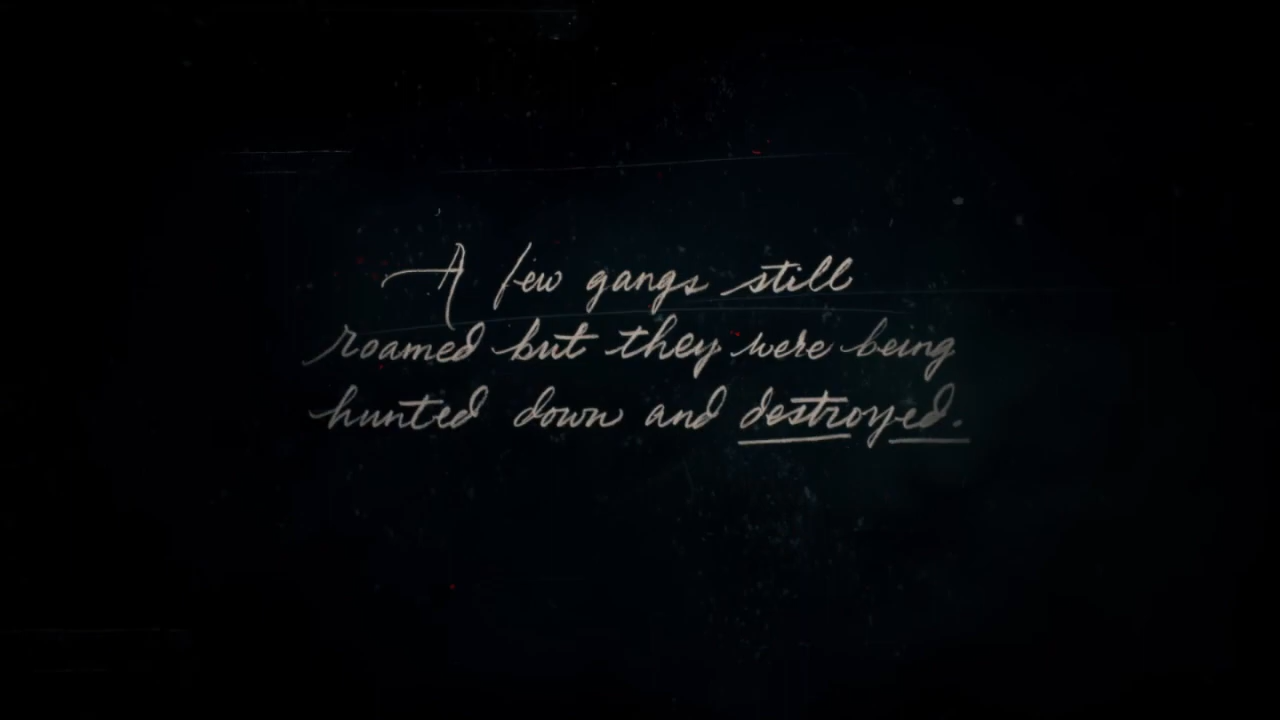 A few gangs still
roamed but they were being
hunted down and destroyed.